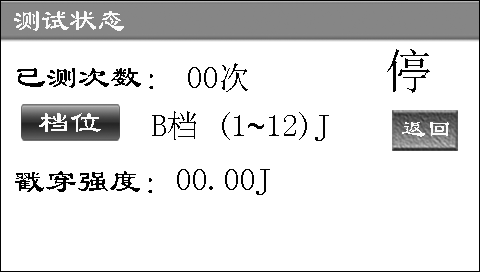 测试状态
已测次数：00次
停
档位 B档 (1~12)J
返回
戳穿强度：00.00J